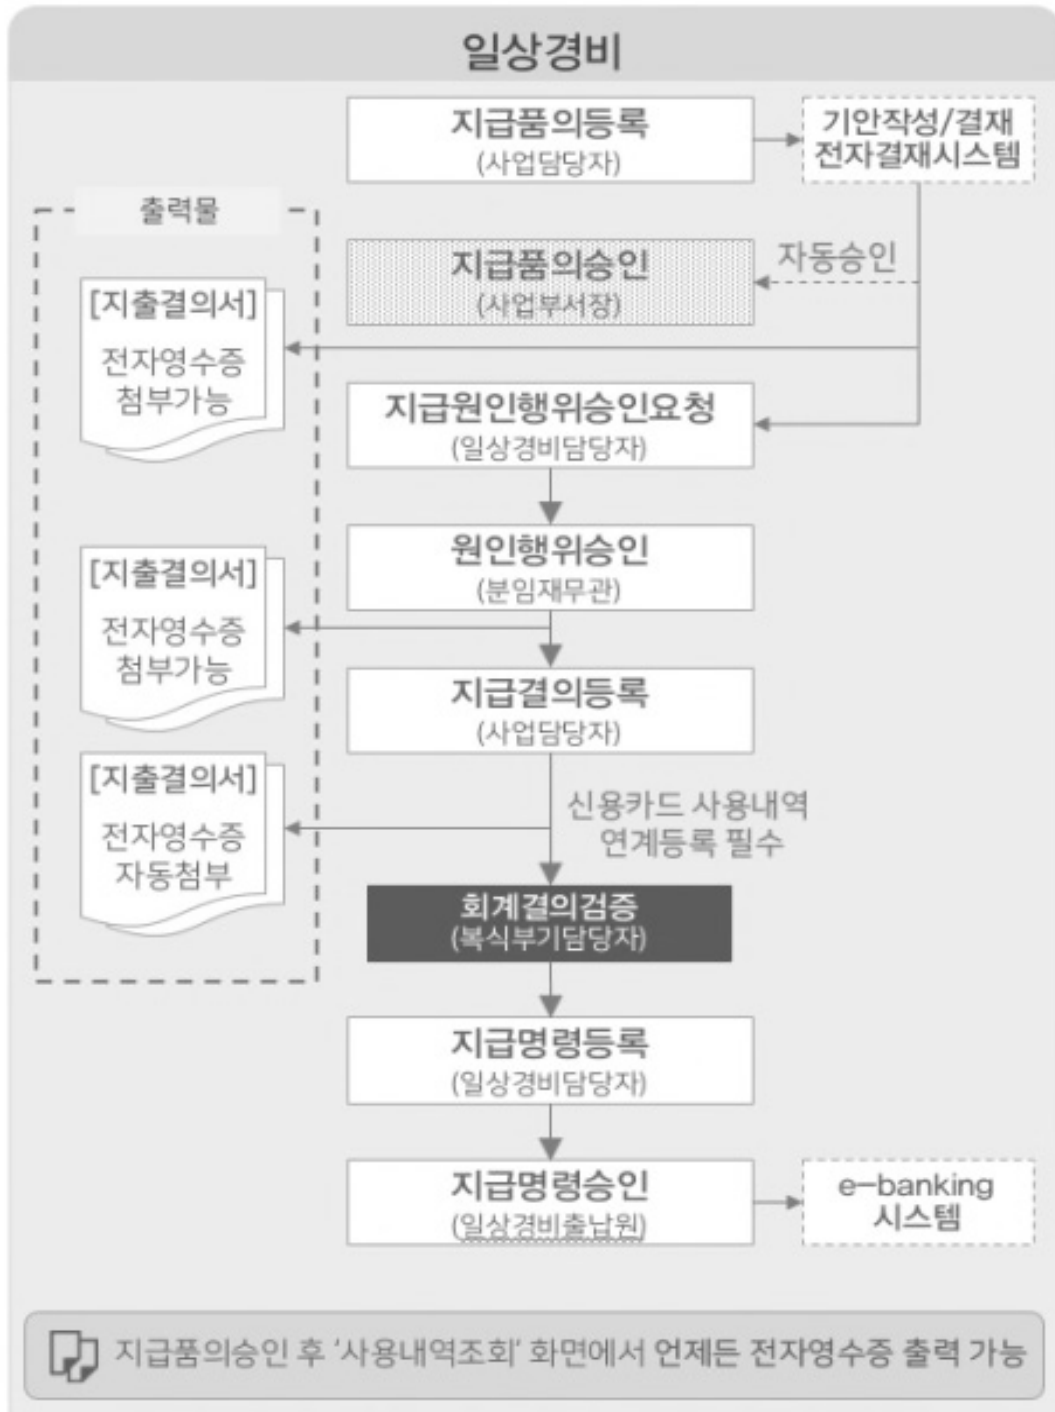 일상경비
지급품의등록
(사업담당자)
기안작성/결재
전자결재시스템
출력물
지급품의승인
(사업부서장)
자동승인
[지출결의서]
전자영수증
첨부가능
지급원인행위승인요청
(일상경비담당자)
원인행위승인
(분임재무관)
[지출결의서]
전자영수증
첨부가능
지급결의등록
(사업담당자)
[지출결의서]
전자영수증
자동첨부
신용카드 사용내역
연계등록 필수
회계결의검증
(복식부기담당자)
지급명령등록
(일상경비담당자)
지급명령승인
(일상경비출납원)
e-banking
시스템
지급품의승인 후 '사용내역조회' 화면에서 언제든 전자영수증 출력 가능